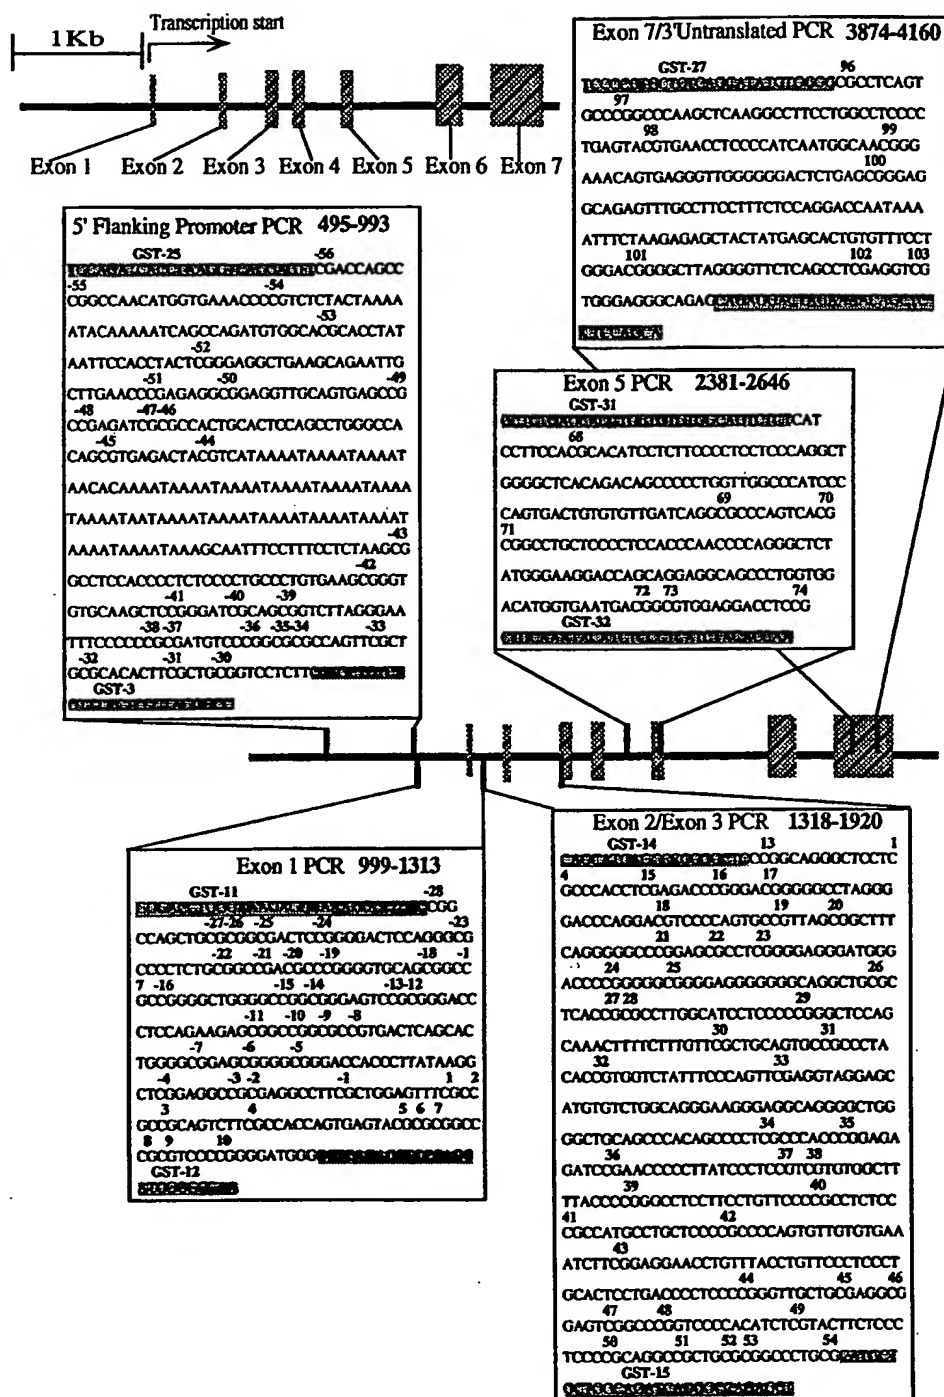 1Kb
Transcription start
Exon 1 Exon 2 Exon 3 Exon 4 Exon 5 Exon 6 Exon 7
Exon 7/3'Untranslated PCR 3874-4160
GST-27 96
CGCCTCAGT
97
GCCCGGCCCAAGCTCAAGGCCTTCCTGGCCTCCCC
98 99
TGAGTACGTGAACCTCCCCATCAATGGCAACGGG
100
AAACAGTGAGGGTTGGGGGGACTCTGAGCGGGAG
GCAGAGTTTGCCTTCCTTTCTCCAGGACCAATAAA
ATTTCTAAGAGAGCTACTATGAGCACTGTGTTTCCT
101 102 103
GGGACGGGGCTTAGGGGTTCTCAGCCTCGAGGTCG
TGGGAGGGCAGAG
5' Flanking Promoter PCR 495-993
GST-25 -56
CGACCAGCC
-55 -54
CGGCCAACATGGTGAAACCCCGTCTCTACTAAAA
-53
ATACAAAAATCAGCCAGATGTGGCACGCACCTAT
-52
AATTCCACCTACTCGGGAGGCTGAAGCAGAATTG
-51 -50 -49
CTTGAACCCGAGAGGCGGAGGTTGCAGTGAGCCG
-48 -47 -46
CCGAGATCGCGCCACTGCACTCCAGCCTGGGCCA
-45 -44
CAGCGTGAGACTACGTCATAAAATAAAATAAAAT
AACACAAAATAAAATAAAATAAAATAAAATAAAA
TAAAATAATAAAATAAAATAAAATAAAATAAAAT
-43
AAAATAAAATAAAGCAATTTCCTTTCCTCTAAGCG
-42
GCCTCCACCCCTCTCCCCTGCCCTGTGAAGCGGGT
-41 -40 -39
GTGCAAGCTCCGGGATCGCAGCGGTCTTAGGGAA
-38 -37 -36 -35 -34 -33
TTTCCCCCCGCGATGTCCCGGCGCGCCAGTTCGCT
-32 -31 -30
GCGCACACTTCGCTGCGGTCCTCTT
GST-3
Exon 5 PCR 2381-2646
GST-31
CAT
68
CCTTCCACGCACATCCTCTTCCCCTCCTCCCAGGCT
GGGGCTCACAGACAGCCCCCTGGTTGGCCCATCCC
69 70
CAGTGACTGTGTGTTGATCAGGCGCCCAGTCACG
71
CGGCCTGCTCCCCTCCACCCAACCCCAGGGCTCT
ATGGGAAGGACCAGCAGGAGGCAGCCCTGGTGG
72 73 74
ACATGGTGAATGACGGCGTGGAGGACCTCCG
GST-32
Exon 1 PCR 999-1313
GST-11 -28
CGG
-27-26 -25 -24 -23
CCAGCTGCGCGGCGACTCCGGGGACTCCAGGGCG
-22 -21 -20 -19 -18 -1
CCCCTCTGCGGCCGACGCCCGGGGTGCAGCGGCC
7 -16 -15 -14 -13-12
GCCGGGGCTGGGGCCGGCGGGAGTCCGCGGGACC
-11 -10 -9 -8
CTCCAGAAGAGCGGCCGGCGCCGTGACTCAGCAC
-7 -6 -5
TGGGGCGGAGCGGGGCGGGACCACCCTTATAAGG
-4 -3 -2 -1 1 2
CTCGGAGGCCGCGAGGCCTTCGCTGGAGTTTCGCC
3 4 5 6 7
GCCGCAGTCTTCGCCACCAGTGAGTACGCGCGGCC
8 9 10
CGCGTCCCCGGGGATGGGG
GST-12
Exon 2/Exon 3 PCR 1318-1920
GST-14 13 1
CCGGCAGGGCTCCTC
4 15 16 17
GCCCACCTCGAGACCCGGGACGGGGGCCTAGGG
18 19 20
GACCCAGGACGTCCCCAGTGCCGTTAGCGGCTTT
21 22 23
CAGGGGGCCCGGAGCGCCTCGGGGAGGGATGGG
24 25 26
ACCCCGGGGGCGGGGAGGGGGGGCAGGCTGCGC
27 28 29
TCACCGCGCCTTGGCATCCTCCCCCGGGCTCCAG
30 31
CAAACTTTTCTTTGTTCGCTGCAGTGCCGCCCTA
32 33
CACCGTGGTCTATTTCCCAGTTCGAGGTAGGAGC
ATGTGTCTGGCAGGGAAGGGAGGCAGGGGCTGG
34 35
GGCTGCAGCCCACAGCCCCTCGCCCACCCGGAGA
36 37 38
GATCCGAACCCCCTTATCCCTCCGTCGTGTGGCTT
39 40
TTACCCCGGGCCTCCTTCCTGTTCCCCGCCTCTCC
41 42
CGCCATGCCTGCTCCCCGCCCCAGTGTTGTGTGAA
43
ATCTTCGGAGGAACCTGTTTACCTGTTCCCTCCCT
44 45 46
GCACTCCTGACCCCTCCCCGGGTTGCTGCGAGGCG
47 48 49
GAGTCGGCCCGGTCCCCACATCTCGTACTTCTCCC
50 51 52 53 54
TCCCCGCAGGCCGCTGCGCGGCCCTGCG
GST-15